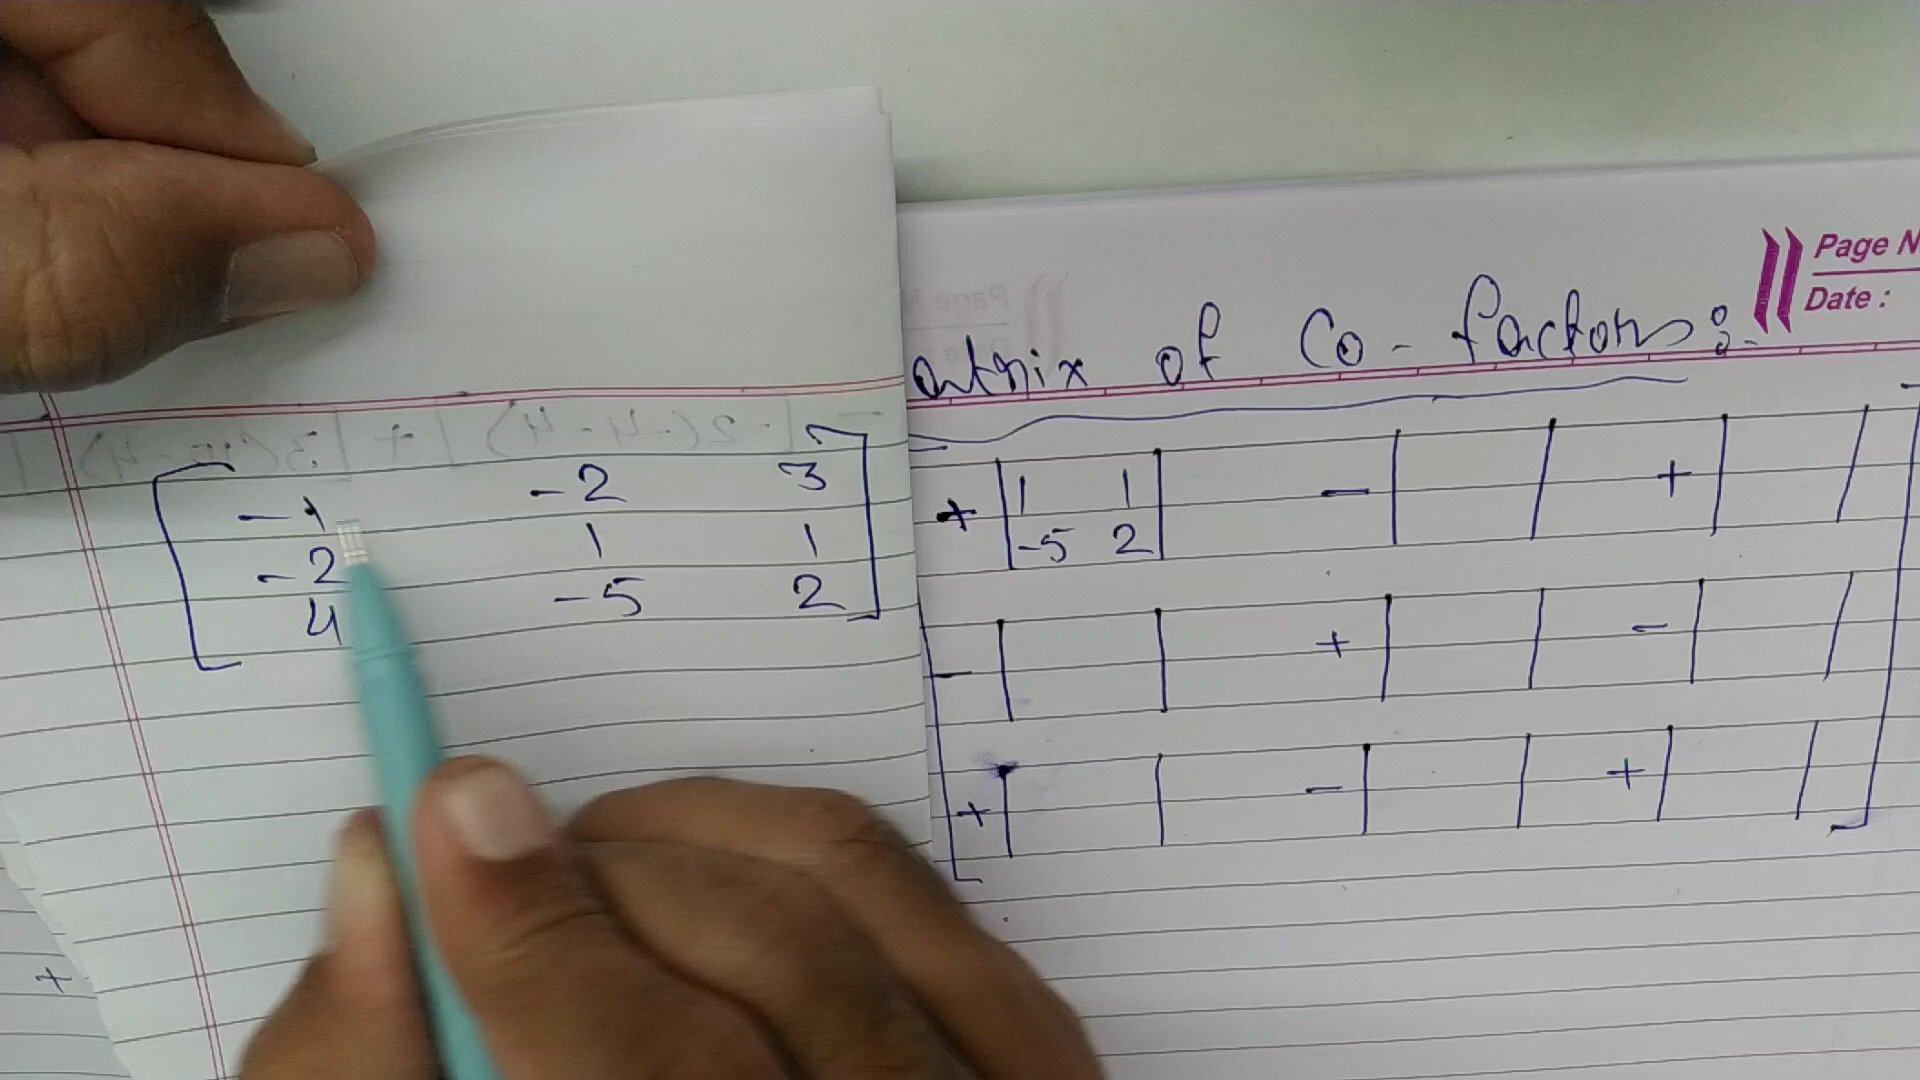 Page N
Date :
atrix of Co-factors :
-1 -2 3
-2 1 1
4 -5 2
+ | 1 1 | - | | + | |
| -5 2 |
- | | + | | - | |
+ | | - | | + | |
+